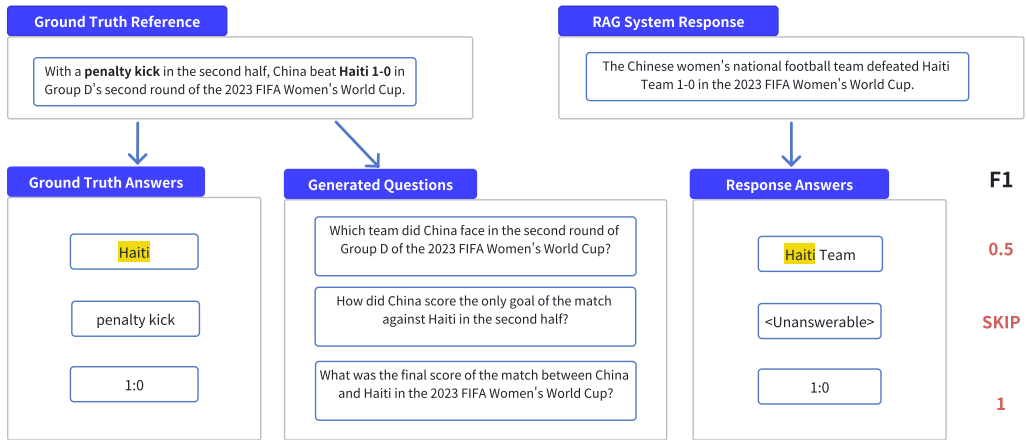 Ground Truth Reference
With a penalty kick in the second half, China beat Haiti 1-0 in
Group D's second round of the 2023 FIFA Women's World Cup.
RAG System Response
The Chinese women's national football team defeated Haiti
Team 1-0 in the 2023 FIFA Women's World Cup.
Ground Truth Answers
Haiti
penalty kick
1:0
Generated Questions
Which team did China face in the second round of
Group D of the 2023 FIFA Women's World Cup?
How did China score the only goal of the match
against Haiti in the second half?
What was the final score of the match between China
and Haiti in the 2023 FIFA Women's World Cup?
Response Answers
Haiti Team
<Unanswerable>
1:0
F1
0.5
SKIP
1